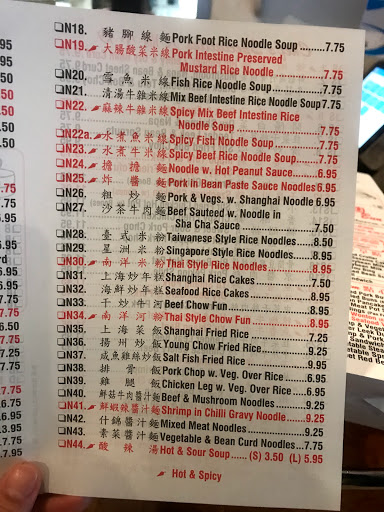 N18. 豬腳線麵 Pork Foot Rice Noodle Soup .........7.75
N19. 大腸酸菜米線 Pork Intestine Preserved
Mustard Rice Noodle ............7.75
N20. 雪魚米線 Fish Rice Noodle Soup ..............7.75
N21. 清湯牛雜米線 Mix Beef Intestine Rice Noodle Soup 7.75
N22. 麻辣牛雜米線 Spicy Mix Beef Intestine Rice
Noodle Soup ........................7.75
N22a. 水煮魚米線 Spicy Fish Noodle Soup ...........7.75
N23. 水煮牛米線 Spicy Beef Rice Noodle Soup ...7.75
N24. 擔擔麵 Noodle w. Hot Peanut Sauce........6.95
N25. 炸醬麵 Pork in Bean Paste Sauce Noodles 6.95
N26. 粗炒麵 Pork & Vegs. w. Shanghai Noodle 6.95
N27. 沙茶牛肉麵 Beef Sauteed w. Noodle in
Sha Cha Sauce .....................7.50
N28. 臺式米粉 Taiwanese Style Rice Noodles.....8.50
N29. 星洲米粉 Singapore Style Rice Noodles.....8.95
N30. 南洋米粉 Thai Style Rice Noodles..............8.95
N31. 上海炒年糕 Shanghai Rice Cakes .................7.50
N32. 海鮮炒年糕 Seafood Rice Cakes ..................8.95
N33. 干炒牛河 Beef Chow Fun ........................8.95
N34. 南洋河粉 Thai Style Chow Fun ................8.95
N35. 上海菜飯 Shanghai Fried Rice .................7.25
N36. 揚州炒飯 Young Chow Fried Rice .............9.25
N37. 咸魚雞絲炒飯 Salt Fish Fried Rice ...................9.25
N38. 排骨飯 Pork Chop w. Veg. Over Rice .....6.95
N39. 雞腿飯 Chicken Leg w. Veg. Over Rice ....6.95
N40. 鮮菇牛肉醬汁麵 Beef & Mushroom Noodles.........9.25
N41. 鮮蝦辣醬汁麵 Shrimp in Chilli Gravy Noodle.....9.25
N42. 什錦醬汁麵 Mixed Meat Noodles .................9.25
N43. 素菜醬汁麵 Vegetable & Bean Curd Noodles...7.75
N44. 酸辣湯 Hot & Sour Soup...... (S) 3.50 (L) 5.95
Hot & Spicy